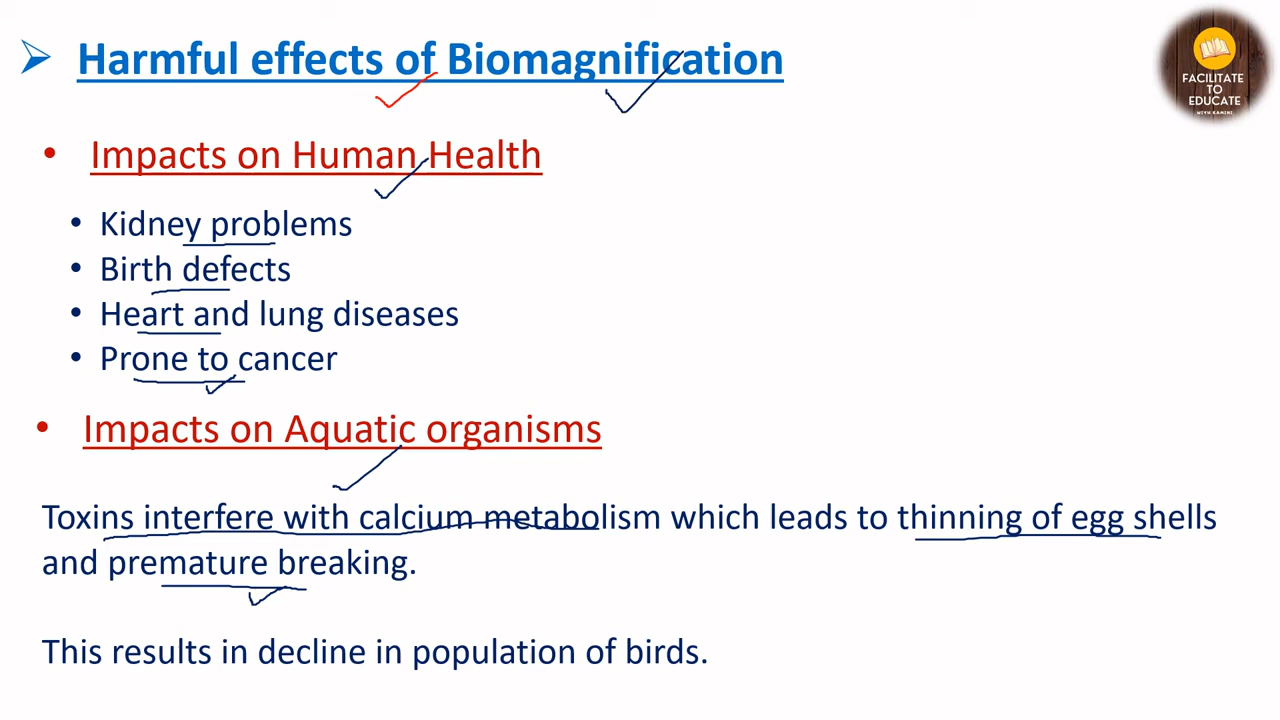 Harmful effects of Biomagnification
FACILITATE
TO
EDUCATE
WITH KAMINI
Impacts on Human Health
Kidney problems
Birth defects
Heart and lung diseases
Prone to cancer
Impacts on Aquatic organisms
Toxins interfere with calcium metabolism which leads to thinning of egg shells
and premature breaking.
This results in decline in population of birds.